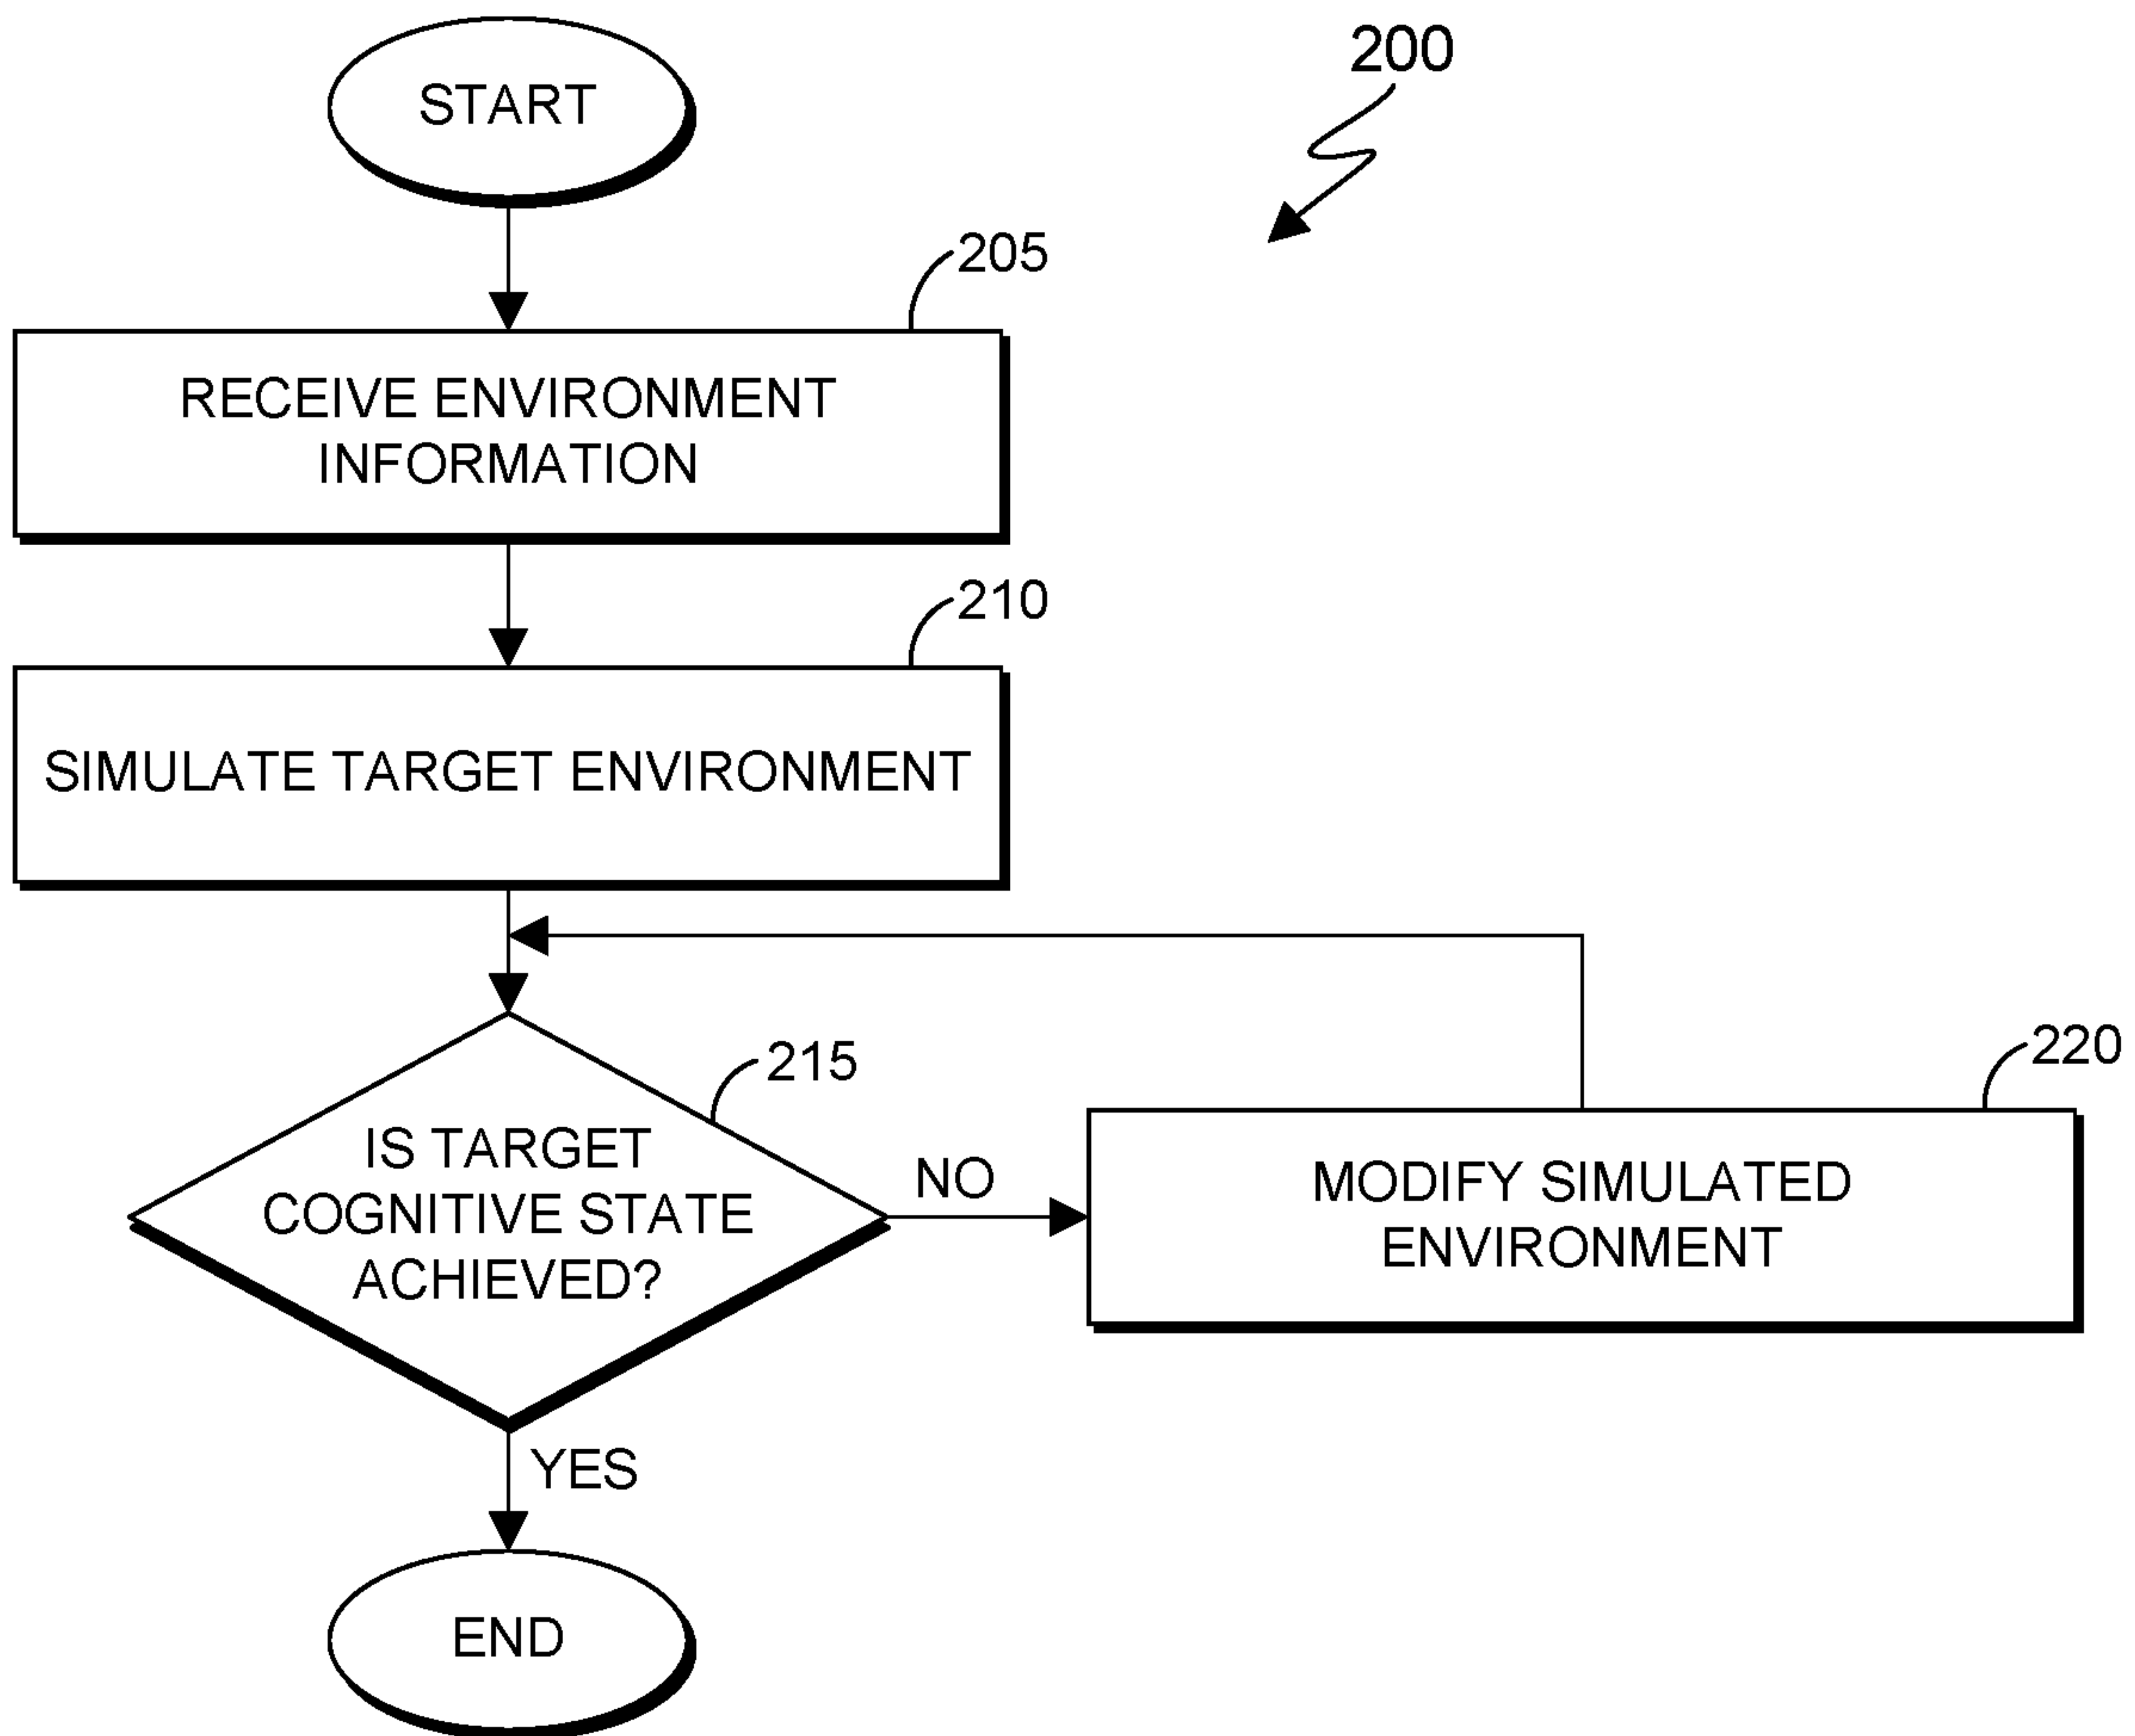 START
200
205
RECEIVE ENVIRONMENT
INFORMATION
210
SIMULATE TARGET ENVIRONMENT
215
IS TARGET
COGNITIVE STATE
ACHIEVED?
NO
220
MODIFY SIMULATED
ENVIRONMENT
YES
END